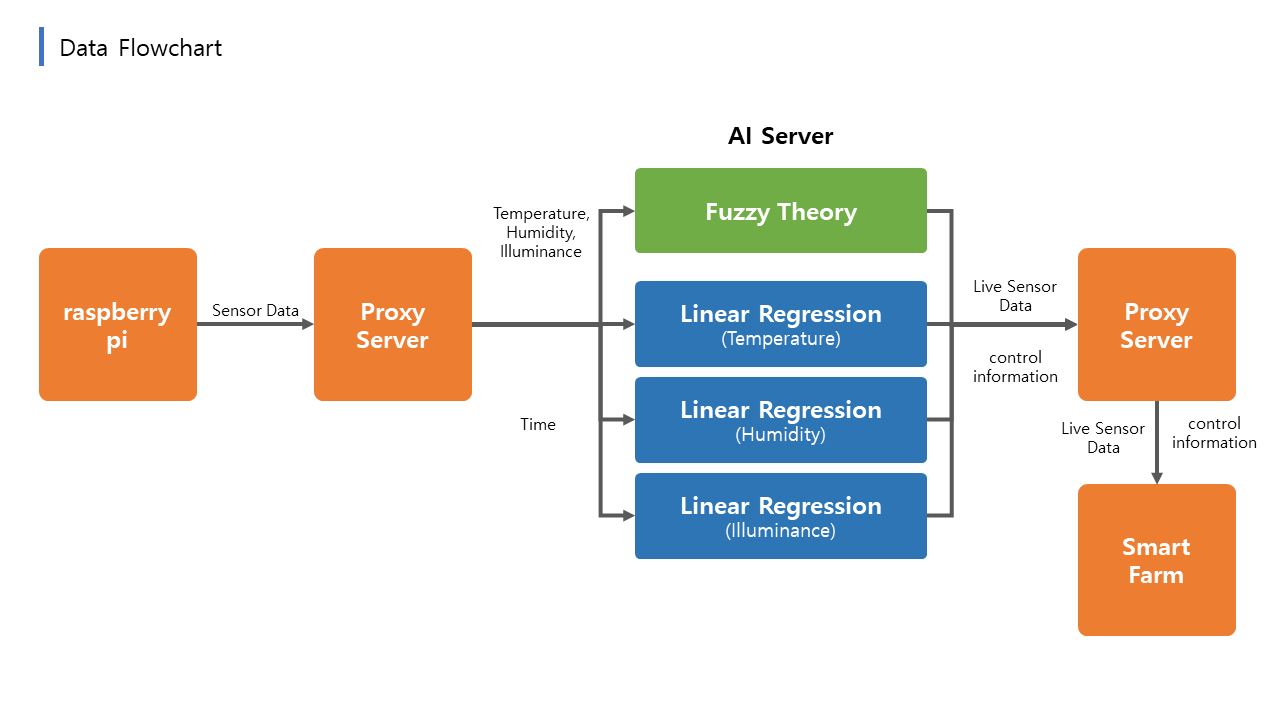 Data Flowchart
AI Server
Fuzzy Theory
Temperature,
Humidity,
Illuminance
raspberry
pi
Sensor Data
Proxy
Server
Linear Regression
(Temperature)
Linear Regression
(Humidity)
Linear Regression
(Illuminance)
Time
Live Sensor
Data
control
information
Proxy
Server
Live Sensor
Data
control
information
Smart
Farm